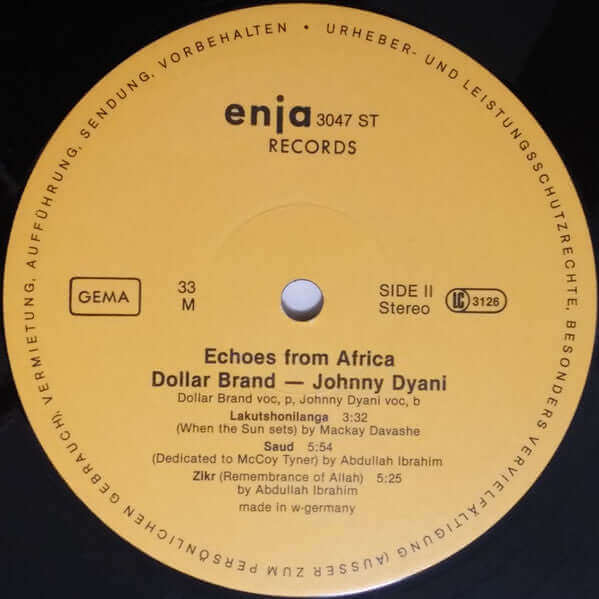 URHEBER- UND LEISTUNGSSCHUTZRECHTE, BESONDERS VERVIELFÄLTIGUNG (AUSSER ZUM PERSÖNLICHEN GEBRAUCH), VERMIETUNG, AUFFÜHRUNG, SENDUNG, VORBEHALTEN •
enja 3047 ST
RECORDS
GEMA
33
M
SIDE II
Stereo
LC 3126
Echoes from Africa
Dollar Brand — Johnny Dyani
Dollar Brand voc, p, Johnny Dyani voc, b
Lakutshonilanga 3:32
(When the Sun sets) by Mackay Davashe
Saud 5:54
(Dedicated to McCoy Tyner) by Abdullah Ibrahim
Zikr (Remembrance of Allah) 5:25
by Abdullah Ibrahim
made in w-germany